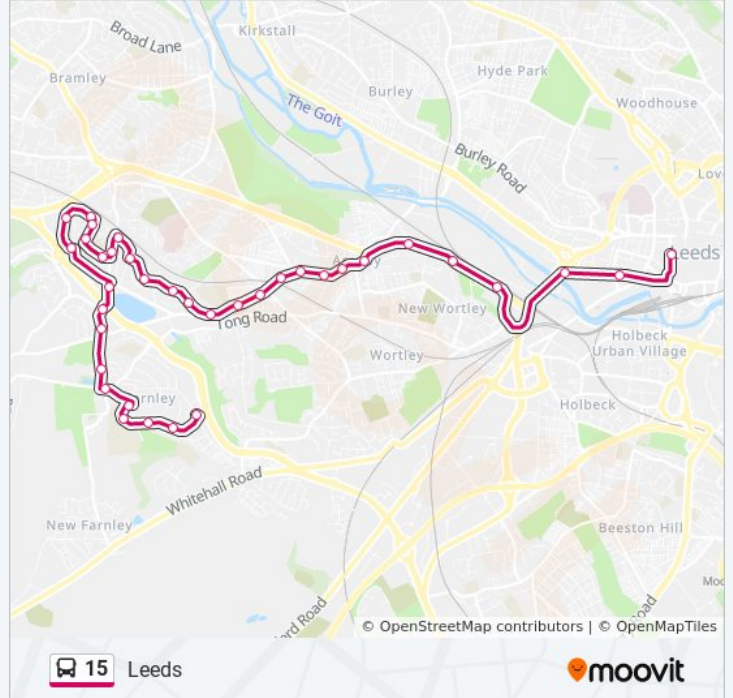 Kirkstall
Broad Lane
Hyde Park
Bramley
Burley
The Goit
Woodhouse
Burley Road
Leeds
New Wortley
Tong Road
Holbeck
Urban Village
Wortley
Holbeck
Whitehall Road
New Farnley
Beeston Hill
© OpenStreetMap contributors | © OpenMapTiles
15 Leeds
moovit